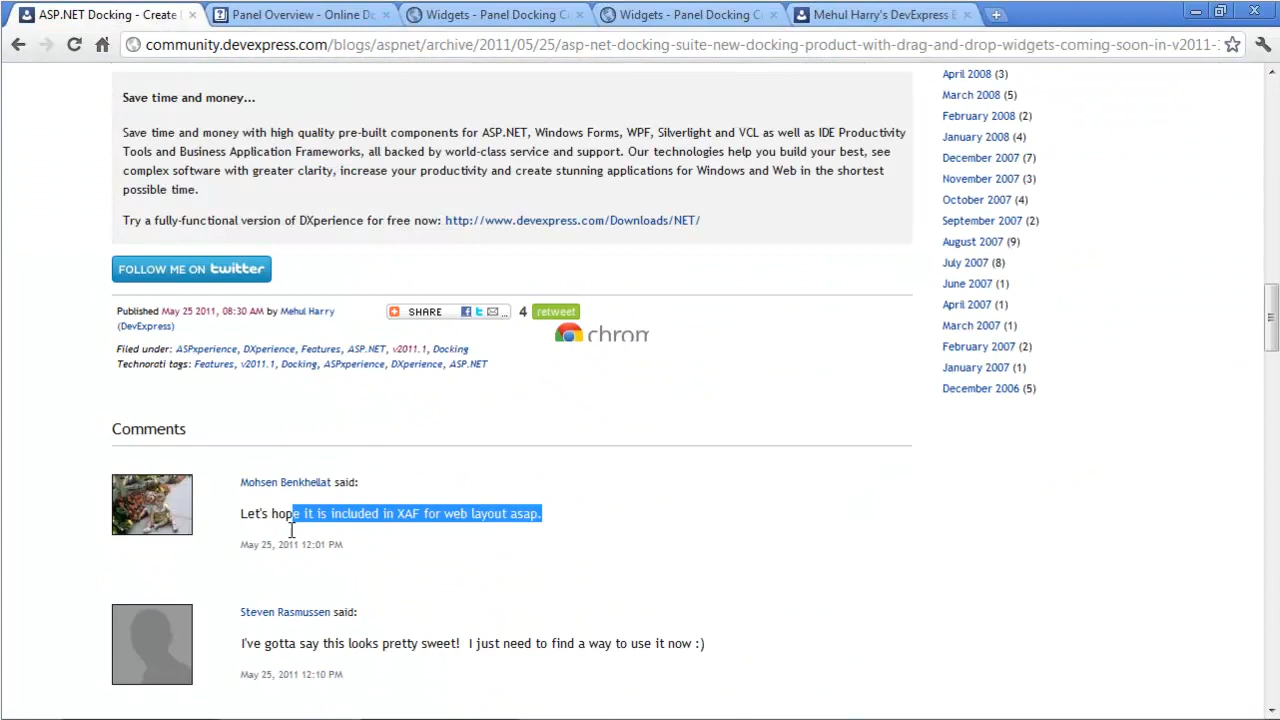 ASP.NET Docking - Create
Panel Overview - Online Do
Widgets - Panel Docking C
Widgets - Panel Docking C
Mehul Harry's DevExpress
community.devexpress.com/blogs/aspnet/archive/2011/05/25/asp-net-docking-suite-new-docking-product-with-drag-and-drop-widgets-coming-soon-in-v2011-
Save time and money...
Save time and money with high quality pre-built components for ASP.NET, Windows Forms, WPF, Silverlight and VCL as well as IDE Productivity
Tools and Business Application Frameworks, all backed by world-class service and support. Our technologies help you build your best, see
complex software with greater clarity, increase your productivity and create stunning applications for Windows and Web in the shortest
possible time.
Try a fully-functional version of DXperience for free now: http://www.devexpress.com/Downloads/NET/
FOLLOW ME ON twitter
Published May 25 2011, 08:30 AM by Mehul Harry
(DevExpress)
SHARE
4 retweet
chrom
Filed under: ASPxperience, DXperience, Features, ASP.NET, v2011.1, Docking
Technorati tags: Features, v2011.1, Docking, ASPxperience, DXperience, ASP.NET
Comments
Mohsen Benkhellat said:
Let's hope it is included in XAF for web layout asap.
May 25, 2011 12:01 PM
Steven Rasmussen said:
I've gotta say this looks pretty sweet! I just need to find a way to use it now :)
May 25, 2011 12:10 PM
April 2008 (3)
March 2008 (5)
February 2008 (2)
January 2008 (4)
December 2007 (7)
November 2007 (3)
October 2007 (4)
September 2007 (2)
August 2007 (9)
July 2007 (8)
June 2007 (1)
April 2007 (1)
March 2007 (1)
February 2007 (2)
January 2007 (1)
December 2006 (5)